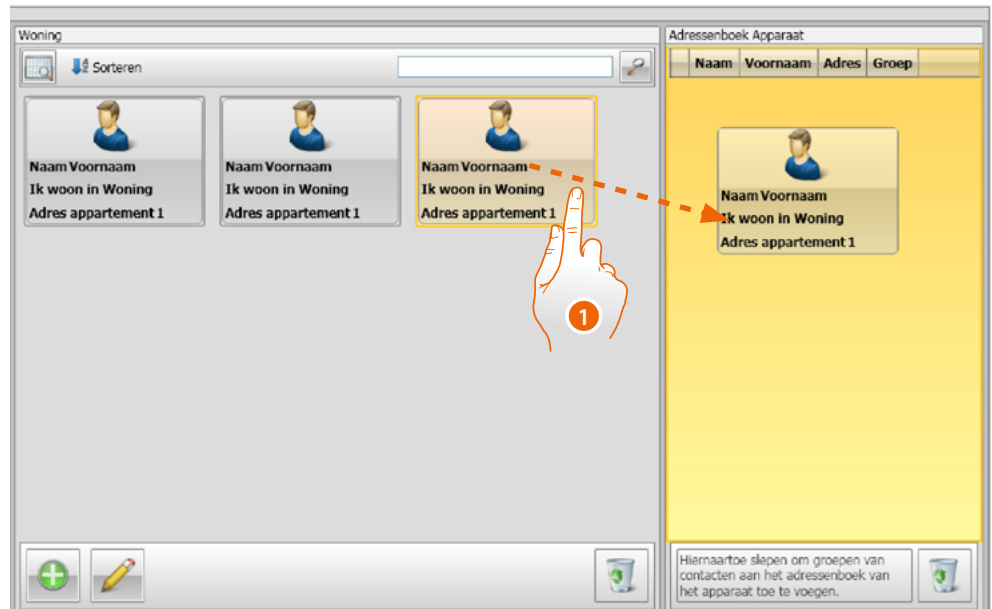 Woning
Sorteren
Naam Voornaam
Ik woon in Woning
Adres appartement 1
Naam Voornaam
Ik woon in Woning
Adres appartement 1
Naam Voornaam
Ik woon in Woning
Adres appartement 1
1
Adressenboek Apparaat
Naam Voornaam Adres Groep
Naam Voornaam
Ik woon in Woning
Adres appartement 1
Hiernaartoe slepen om groepen van
contacten aan het adressenboek van
het apparaat toe te voegen.